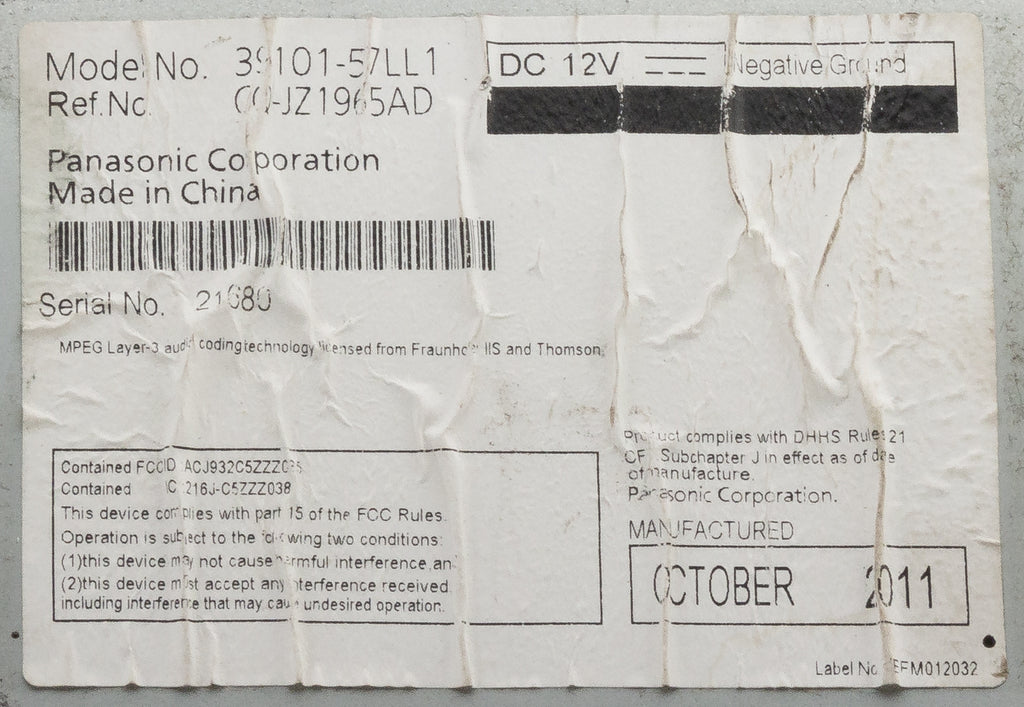 Model No. 39101-57LL1
Ref.No. CQ-JZ1965AD
DC 12V Negative Ground
Panasonic Corporation
Made in China
Serial No.
MPEG Layer-3 audio coding technology licensed from Fraunhofer IIS and Thomson.
Contained FCCID ACJ932C5ZZZ035
Contained IC 216J-C5ZZZ038
This device complies with part 15 of the FCC Rules.
Operation is subject to the following two conditions:
(1)this device may not cause harmful interference,and
(2)this device must accept any interference received,
including interference that may cause undesired operation.
Product complies with DHHS Rules 21
CFR Subchapter J in effect as of date
of manufacture.
Panasonic Corporation.
MANUFACTURED
OCTOBER 2011
Label No. EFM012032